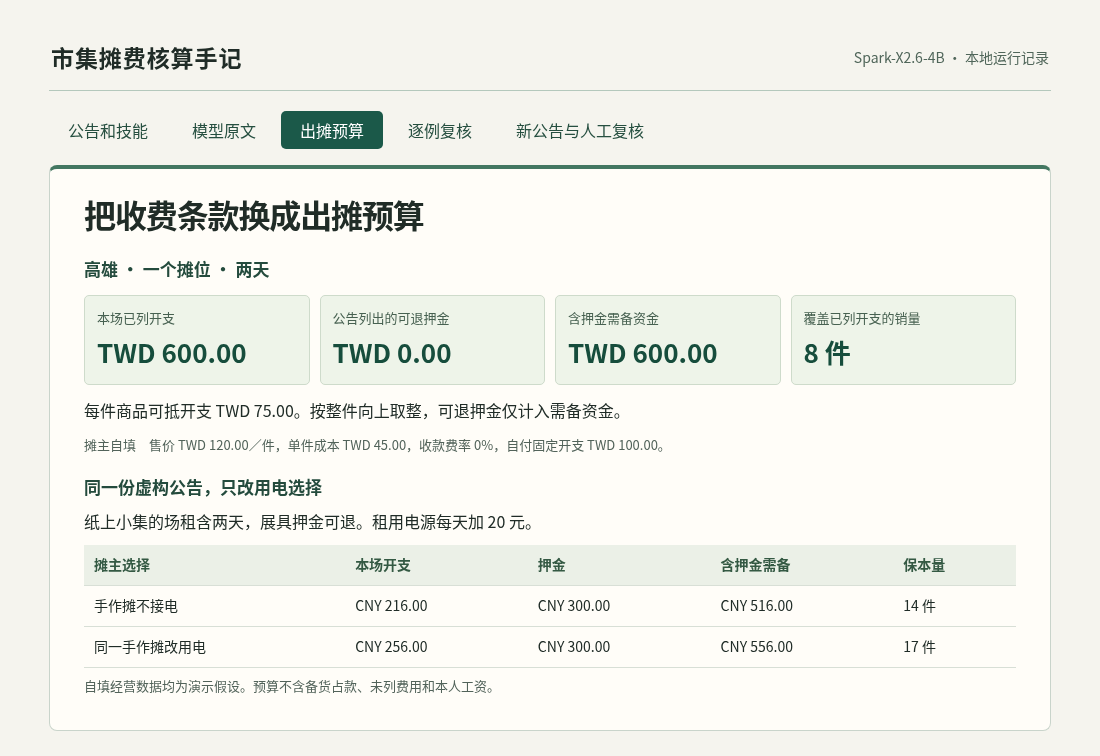 市集摊费核算手记
Spark-X2.6-4B · 本地运行记录
公告和技能
模型原文
出摊预算
逐例复核
新公告与人工复核
把收费条款换成出摊预算
高雄 · 一个摊位 · 两天
本场已列开支
TWD 600.00
公告列出的可退押金
TWD 0.00
含押金需备资金
TWD 600.00
覆盖已列开支的销量
8 件
每件商品可抵开支 TWD 75.00。按整件向上取整，可退押金仅计入需备资金。
摊主自填　售价 TWD 120.00／件，单件成本 TWD 45.00，收款费率 0%，自付固定开支 TWD 100.00。
同一份虚构公告，只改用电选择
纸上小集的场租含两天，展具押金可退。租用电源每天加 20 元。
摊主选择 本场开支 押金 含押金需备 保本量
手作摊不接电 CNY 216.00 CNY 300.00 CNY 516.00 14 件
同一手作摊改用电 CNY 256.00 CNY 300.00 CNY 556.00 17 件
自填经营数据均为演示假设。预算不含备货占款、未列费用和本人工资。